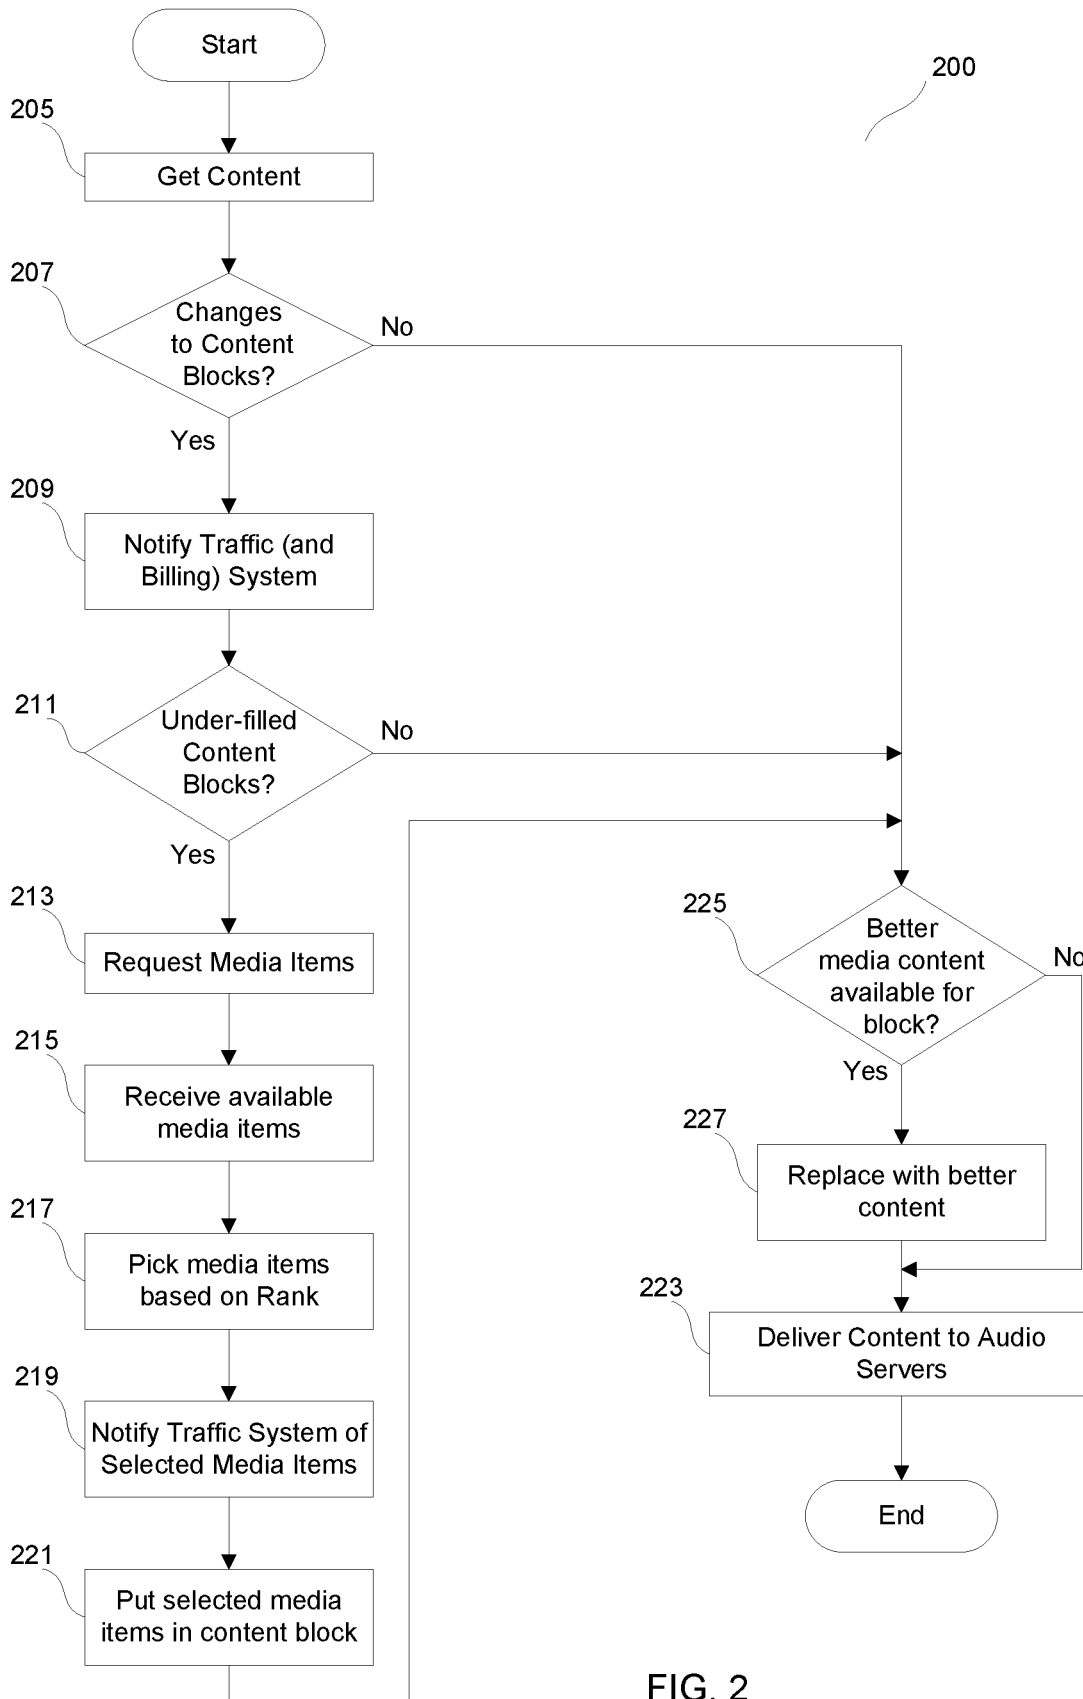 Start
200
205
Get Content
207
Changes
to Content
Blocks?
No
Yes
209
Notify Traffic (and
Billing) System
211
Under-filled
Content
Blocks?
No
Yes
213
Request Media Items
215
Receive available
media items
217
Pick media items
based on Rank
219
Notify Traffic System of
Selected Media Items
221
Put selected media
items in content block
225
Better
media content
available for
block?
No
Yes
227
Replace with better
content
223
Deliver Content to Audio
Servers
End
FIG. 2